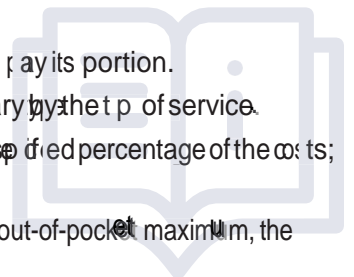 pay its portion.
by the of service.
percentage of the costs;
out-of-pocket maximum, the